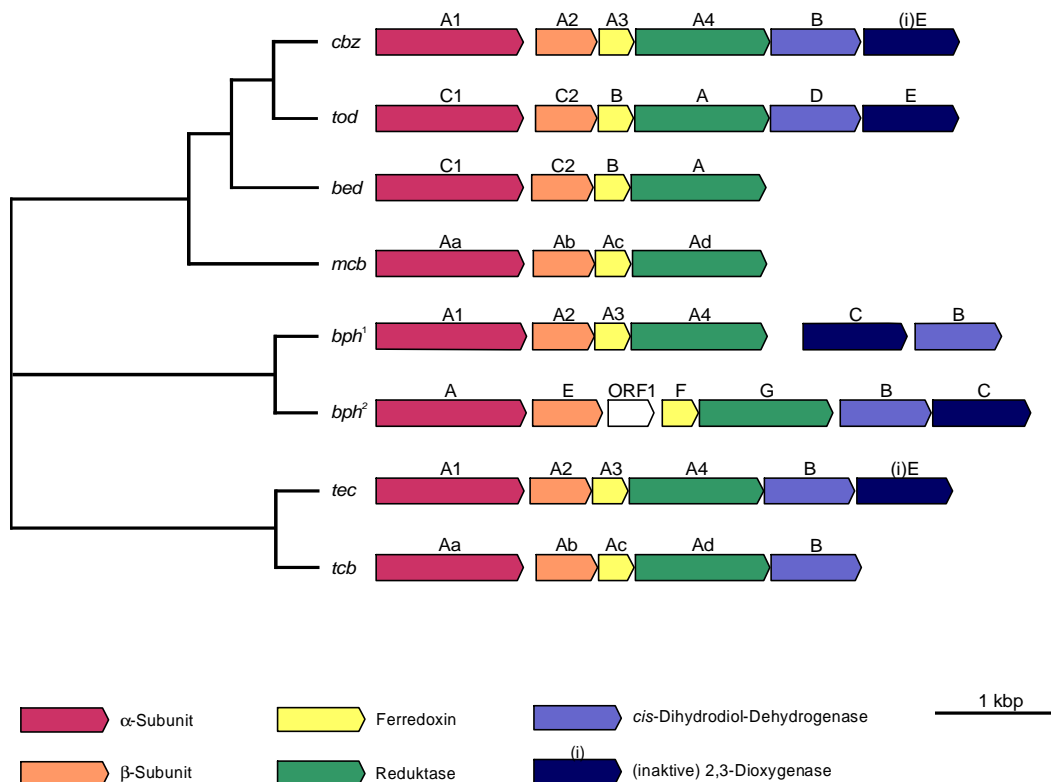 A1 A2 A3 A4 B (i)E
cbz
C1 C2 B A D E
tod
C1 C2 B A
bed
Aa Ab Ac Ad
mcb
A1 A2 A3 A4 C B
bph¹
A E ORF1 F G B C
bph²
A1 A2 A3 A4 B (i)E
tec
Aa Ab Ac Ad B
tcb
1 kbp
α-Subunit
Ferredoxin
cis-Dihydrodiol-Dehydrogenase
β-Subunit
Reduktase
(i)
(inaktive) 2,3-Dioxygenase